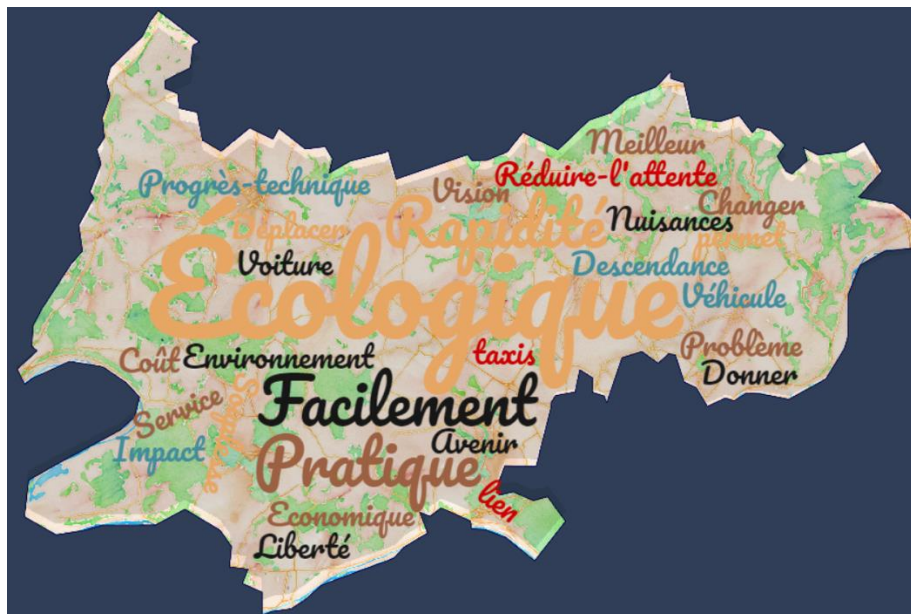 Meilleur
Réduire-l'attente
Progrès-technique
Vision
Changer
Rapidité
Nuisances
Déplacer
permet
Voiture
Descendance
Écologique
Véhicule
Problème
taxis
Coût
Environnement
Donner
Facilement
Service
Avenir
Impact
Pratique
lien
Economique
Liberté